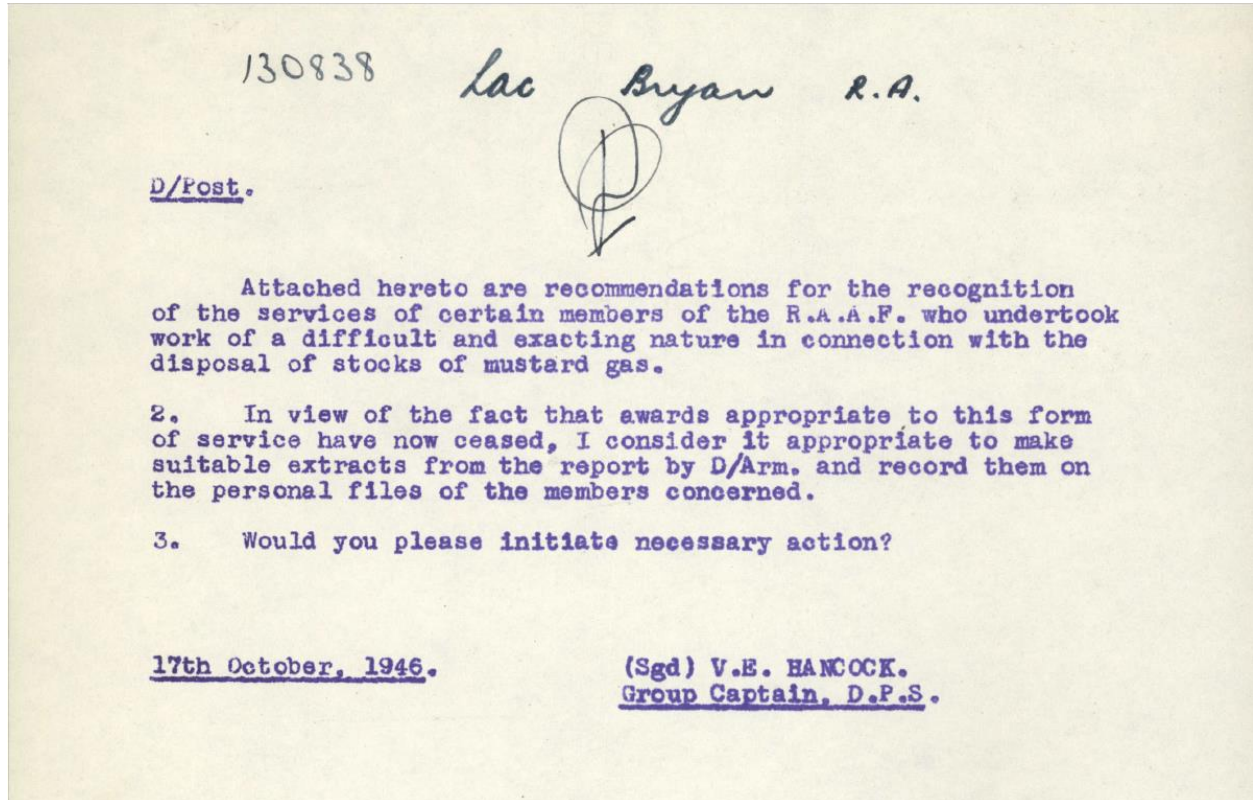 130838 Lac Bryan R.A.
D/Post.
Attached hereto are recommendations for the recognition
of the services of certain members of the R.A.A.F. who undertook
work of a difficult and exacting nature in connection with the
disposal of stocks of mustard gas.
2. In view of the fact that awards appropriate to this form
of service have now ceased, I consider it appropriate to make
suitable extracts from the report by D/Arm. and record them on
the personal files of the members concerned.
3. Would you please initiate necessary action?
17th October, 1946. (Sgd) V.E. HANCOCK.
Group Captain, D.P.S.